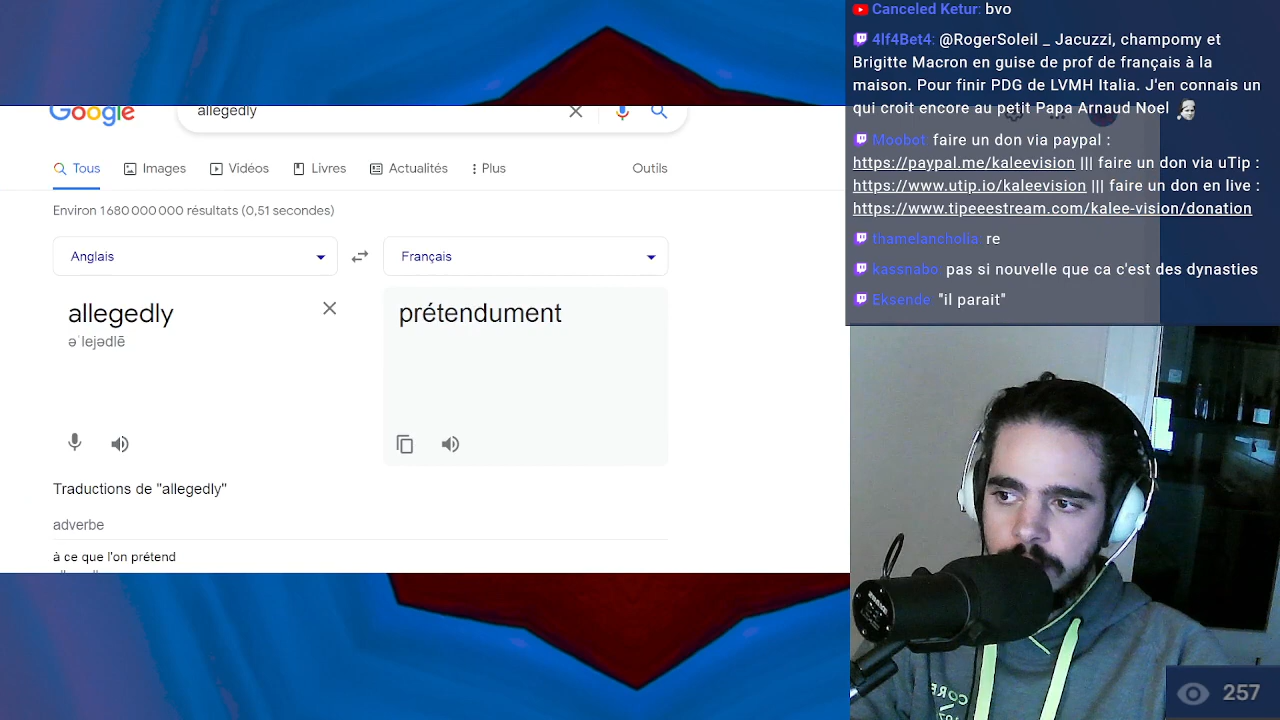 Google
allegedly
Tous
Images
Vidéos
Livres
Actualités
Plus
Outils
Environ 1 680 000 000 résultats (0,51 secondes)
Anglais
Français
allegedly
əˈlejədlē
prétendument
Traductions de "allegedly"
adverbe
à ce que l'on prétend
Canceled Ketur: bvo
4lf4Bet4: @RogerSoleil _ Jacuzzi, champomy et
Brigitte Macron en guise de prof de français à la
maison. Pour finir PDG de LVMH Italia. J'en connais un
qui croit encore au petit Papa Arnaud Noel
Moobot: faire un don via paypal :
https://paypal.me/kaleevision ||| faire un don via uTip :
https://www.utip.io/kaleevision ||| faire un don en live :
https://www.tipeeestream.com/kalee-vision/donation
thamelancholia: re
kassnabo: pas si nouvelle que ca c'est des dynasties
Eksende: "il parait"
257